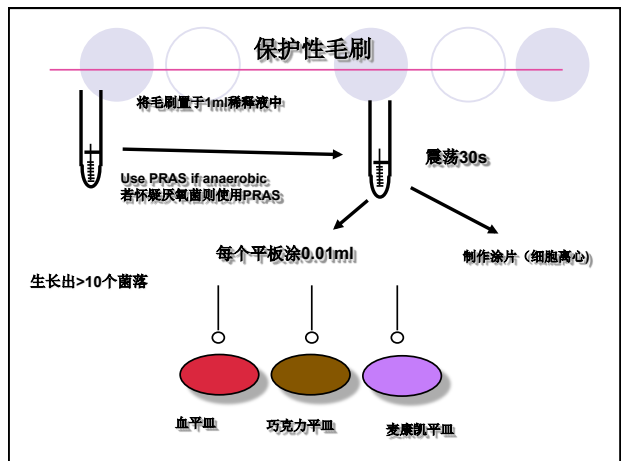 保护性毛刷
将毛刷置于1ml稀释液中
震荡30s
Use PRAS if anaerobic
若怀疑厌氧菌则使用PRAS
每个平板涂0.01ml
制作涂片（细胞离心)
生长出>10个菌落
血平皿
巧克力平皿
麦康凯平皿